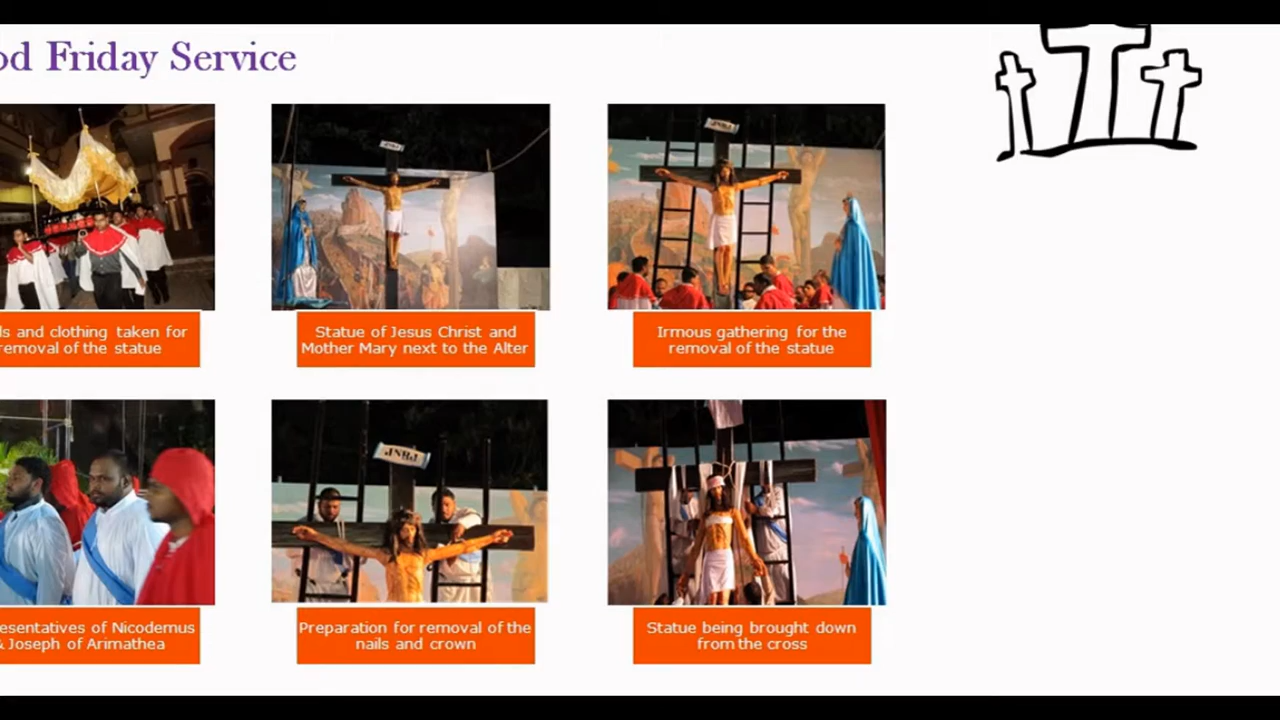 od Friday Service
ls and clothing taken for
removal of the statue
Statue of Jesus Christ and
Mother Mary next to the Alter
Irmous gathering for the
removal of the statue
esentatives of Nicodemus
& Joseph of Arimathea
Preparation for removal of the
nails and crown
Statue being brought down
from the cross